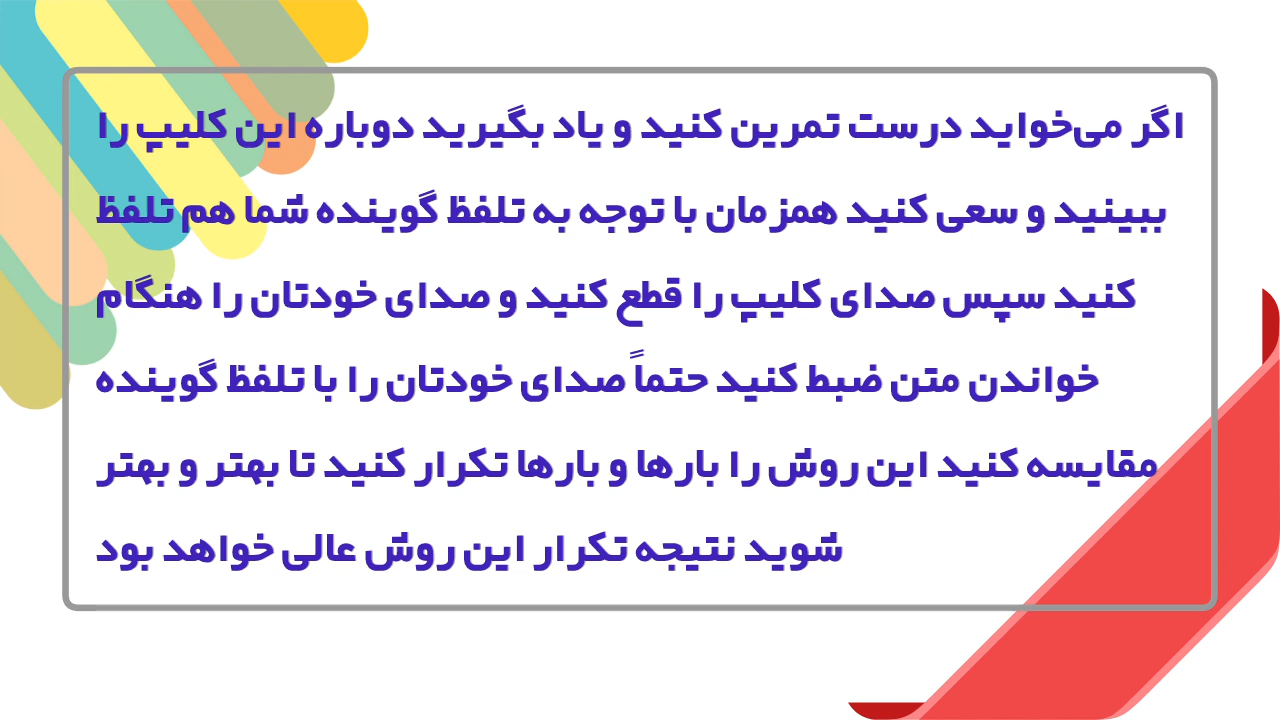 اگر می‌خواید درست تمرین کنید و یاد بگیرید دوباره این کلیپ را
ببینید و سعی کنید همزمان با توجه به تلفظ گوینده شما هم تلفظ
کنید سپس صدای کلیپ را قطع کنید و صدای خودتان را هنگام
خواندن متن ضبط کنید حتماً صدای خودتان را با تلفظ گوینده
مقایسه کنید این روش را بارها و بارها تکرار کنید تا بهتر و بهتر
شوید نتیجه تکرار این روش عالی خواهد بود